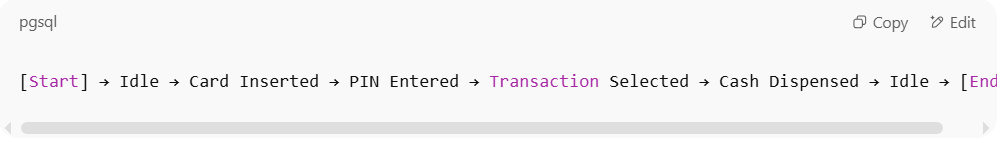 pgsql
Copy
Edit
[Start] → Idle → Card Inserted → PIN Entered → Transaction Selected → Cash Dispensed → Idle → [End